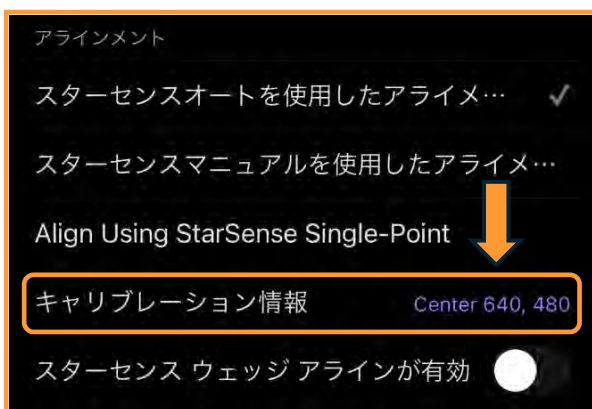 アラインメント
スターセンスオートを使用したアライメ…
スターセンスマニュアルを使用したアライメ…
Align Using StarSense Single-Point
キャリブレーション情報 Center 640, 480
スターセンス ウェッジ アラインが有効